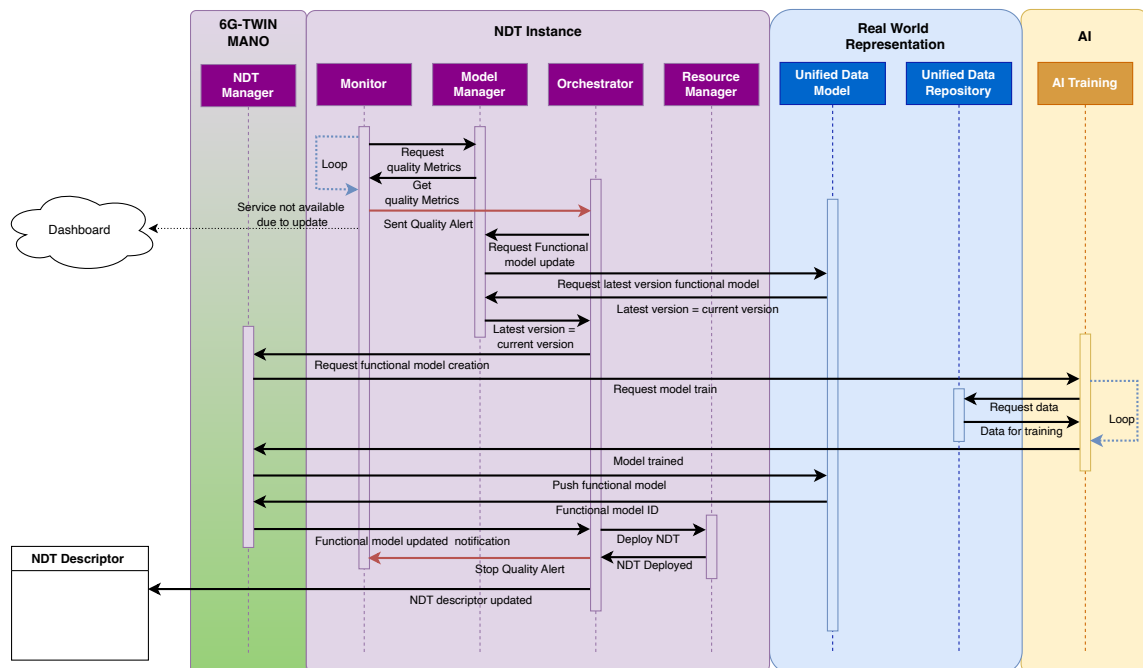 6G-TWIN
MANO
NDT Instance
Real World
Representation
AI
NDT
Manager
Monitor
Model
Manager
Orchestrator
Resource
Manager
Unified Data
Model
Unified Data
Repository
AI Training
Loop
Request
quality Metrics
Get
quality Metrics
Service not available
due to update
Dashboard
Sent Quality Alert
Request Functional
model update
Request latest version functional model
Latest version = current version
Latest version =
current version
Request functional model creation
Request model train
Request data
Loop
Data for training
Model trained
Push functional model
Functional model ID
Functional model updated notification
Deploy NDT
NDT Descriptor
Stop Quality Alert
NDT Deployed
NDT descriptor updated